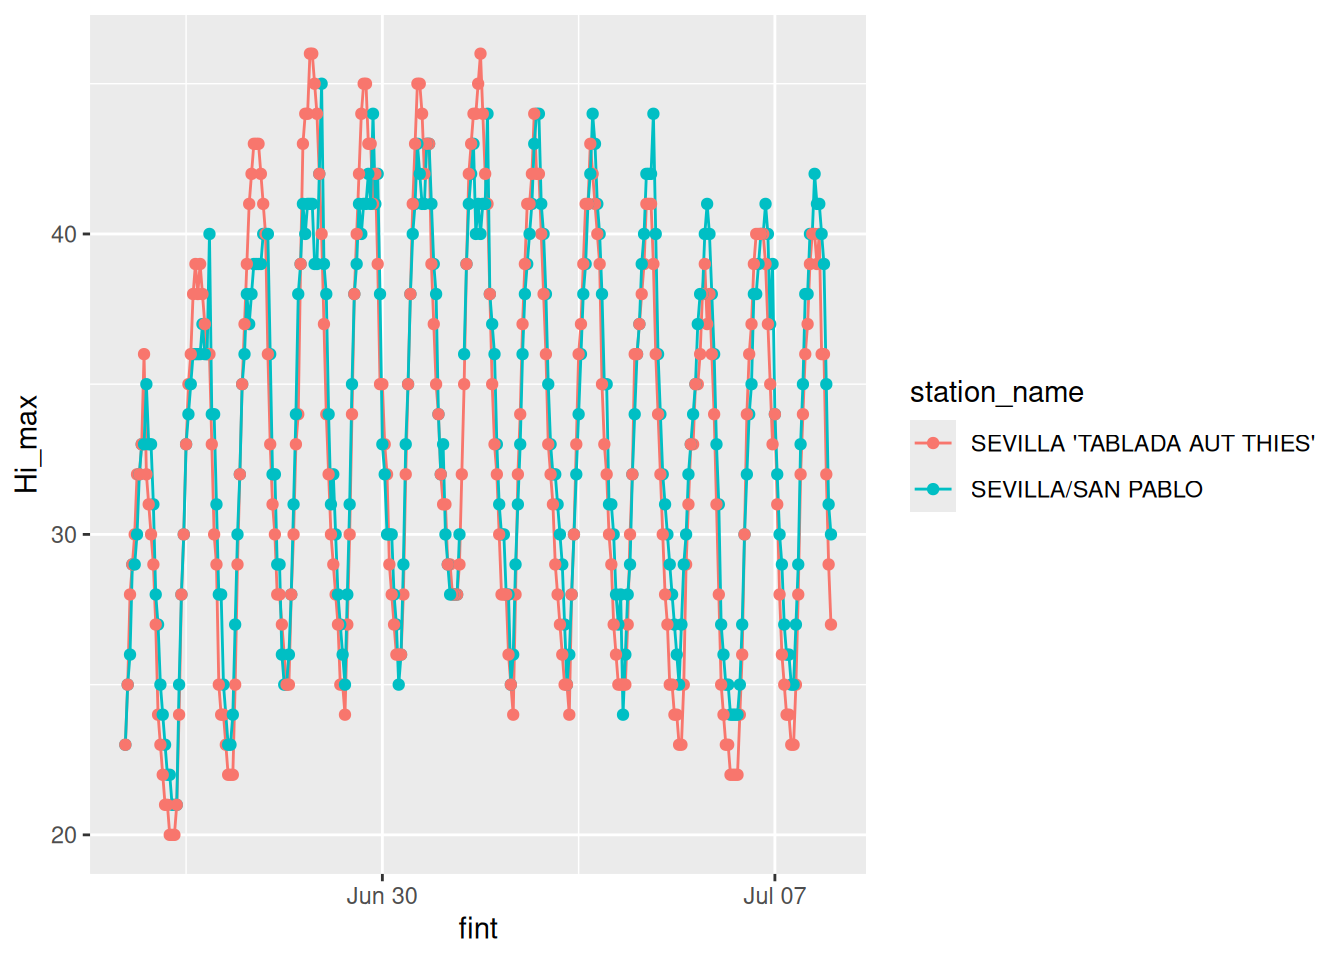 Hi_max
40
30
20
Jun 30
Jul 07
fint
station_name
SEVILLA 'TABLADA AUT THIES'
SEVILLA/SAN PABLO